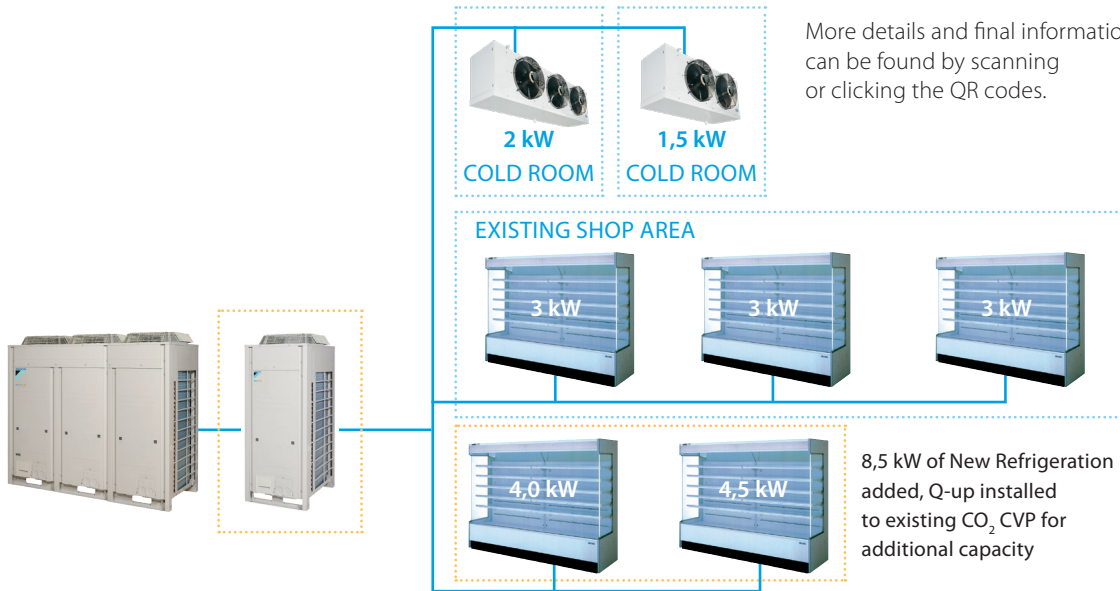 More details and final informatio
can be found by scanning
or clicking the QR codes.
2 kW
COLD ROOM
1,5 kW
COLD ROOM
EXISTING SHOP AREA
3 kW
3 kW
3 kW
4,0 kW
4,5 kW
8,5 kW of New Refrigeration
added, Q-up installed
to existing CO₂ CVP for
additional capacity